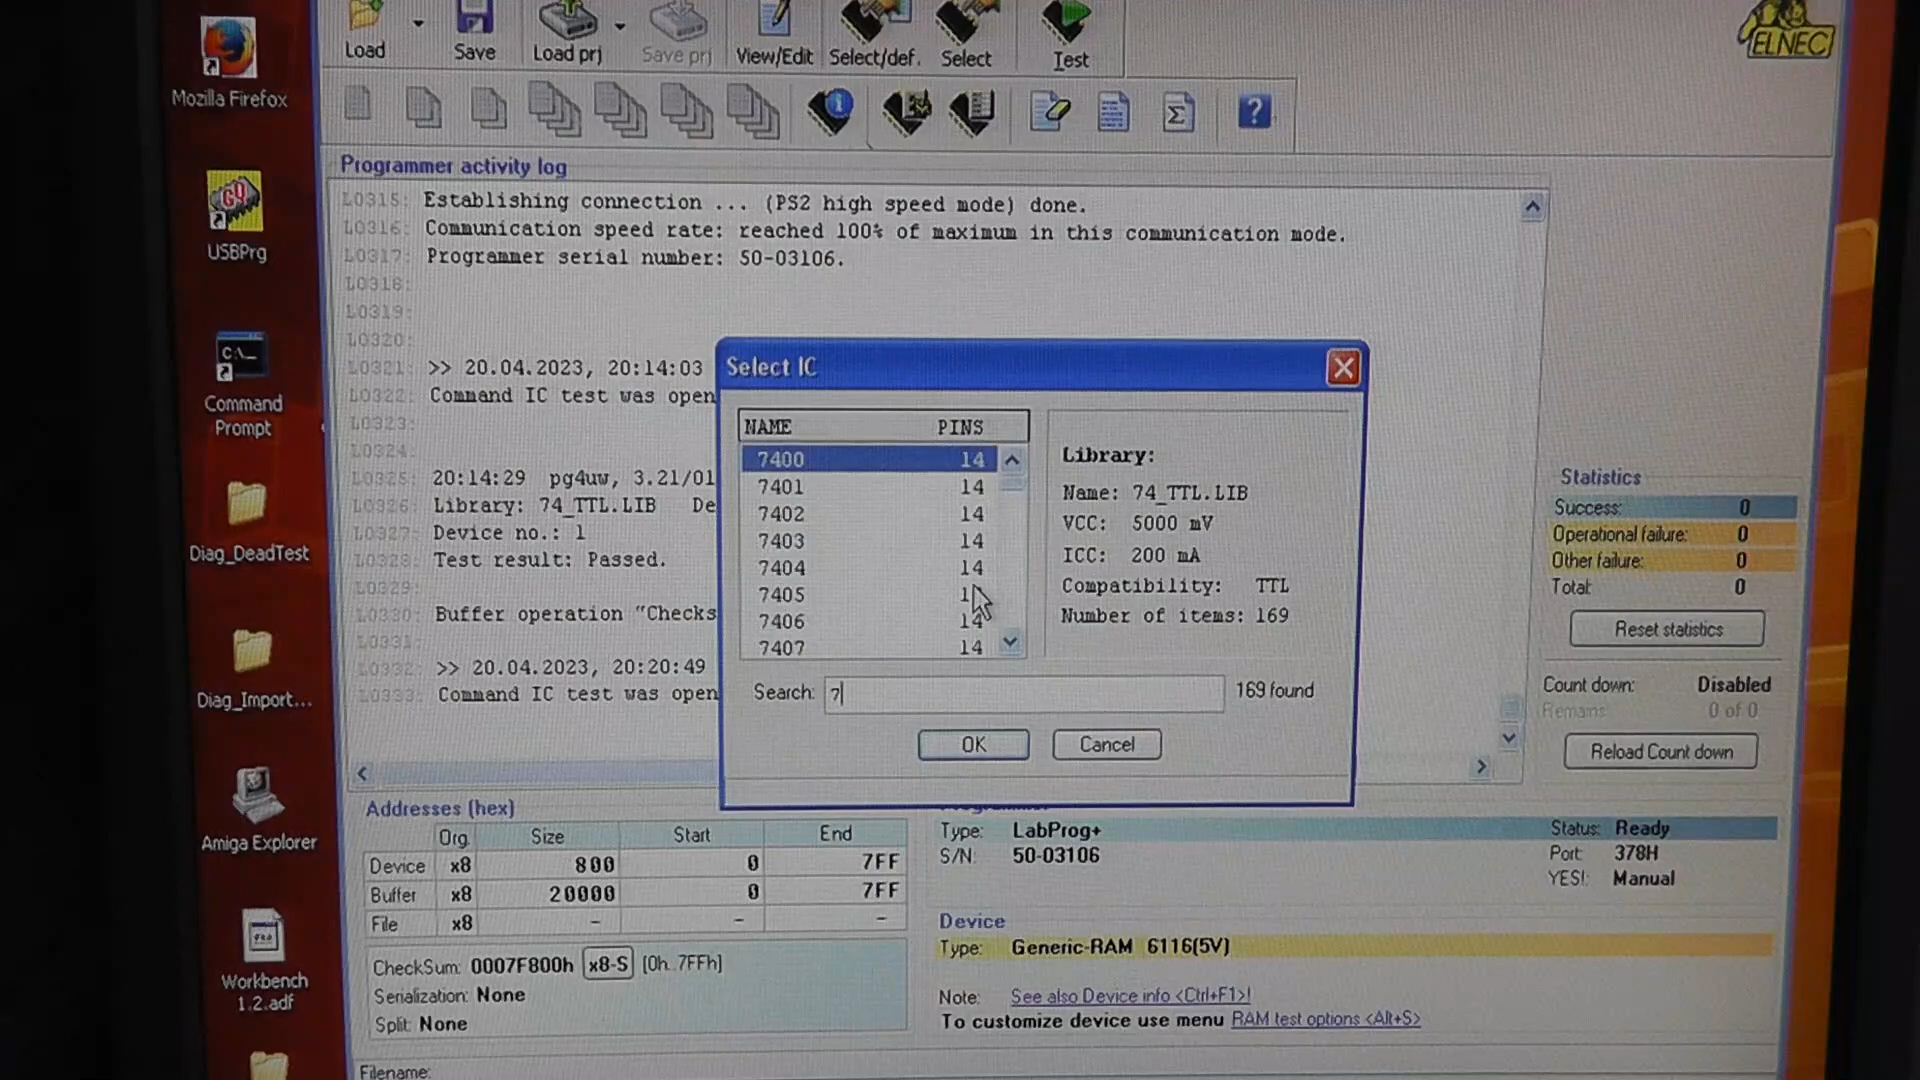 Load
Save
Load prj
Save prj
View/Edit
Select/def.
Select
Test
ELNEC
Mozilla Firefox
USBPrg
Command
Prompt
Diag_DeadTest
Diag_Import...
Amiga Explorer
Workbench
1.2.adf
Programmer activity log
L0315: Establishing connection ... (PS2 high speed mode) done.
L0316: Communication speed rate: reached 100% of maximum in this communication mode.
L0317: Programmer serial number: 50-03106.
L0318:
L0319:
L0320:
L0321: >> 20.04.2023, 20:14:03
L0322: Command IC test was open
L0323:
L0324:
L0325: 20:14:29 pg4uw, 3.21/01
L0326: Library: 74_TTL.LIB De
L0327: Device no.: 1
L0328: Test result: Passed.
L0329:
L0330: Buffer operation "Checks
L0331:
L0332: >> 20.04.2023, 20:20:49
L0333: Command IC test was open
Select IC
NAME PINS
7400 14
7401 14
7402 14
7403 14
7404 14
7405 1
7406 14
7407 14
Library:
Name: 74_TTL.LIB
VCC: 5000 mV
ICC: 200 mA
Compatibility: TTL
Number of items: 169
Search: 7
169 found
OK
Cancel
Statistics
Success: 0
Operational failure: 0
Other failure: 0
Total: 0
Reset statistics
Count down: Disabled
Remains: 0 of 0
Reload Count down
Addresses (hex)
Org. Size Start End
Device x8 800 0 7FF
Buffer x8 20000 0 7FF
File x8 - - -
CheckSum: 0007F800h x8-S [0h..7FFh]
Serialization: None
Split: None
Type: LabProg+
S/N: 50-03106
Status: Ready
Port: 378H
YES!: Manual
Device
Type: Generic-RAM 6116(5V)
Note: See also Device info <Ctrl+F1>!
To customize device use menu RAM test options <Alt+S>
Filename: